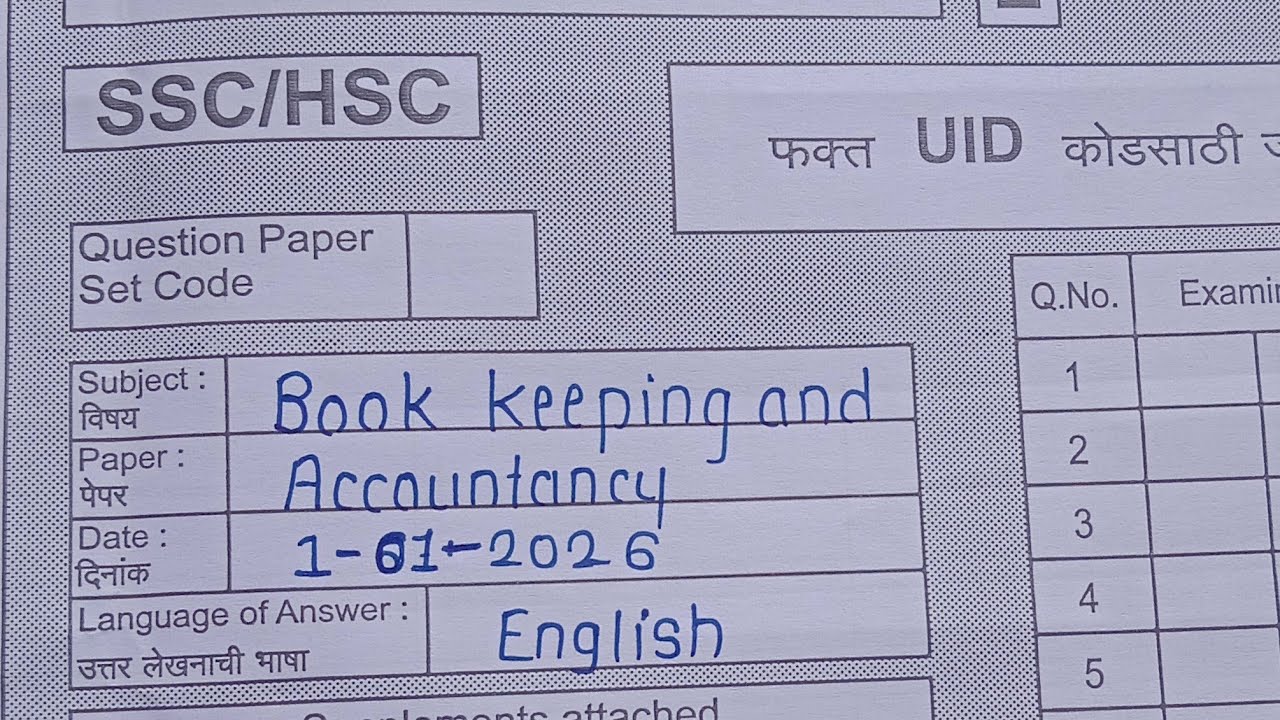 SSC/HSC
फक्त UID कोडसाठी
Question Paper
Set Code
Q.No.
1
2
3
4
5
Subject :
विषय
Book keeping and
Paper :
पेपर
Accountancy
Date :
दिनांक
1-01-2026
Language of Answer :
उत्तर लेखनाची भाषा
English
attached